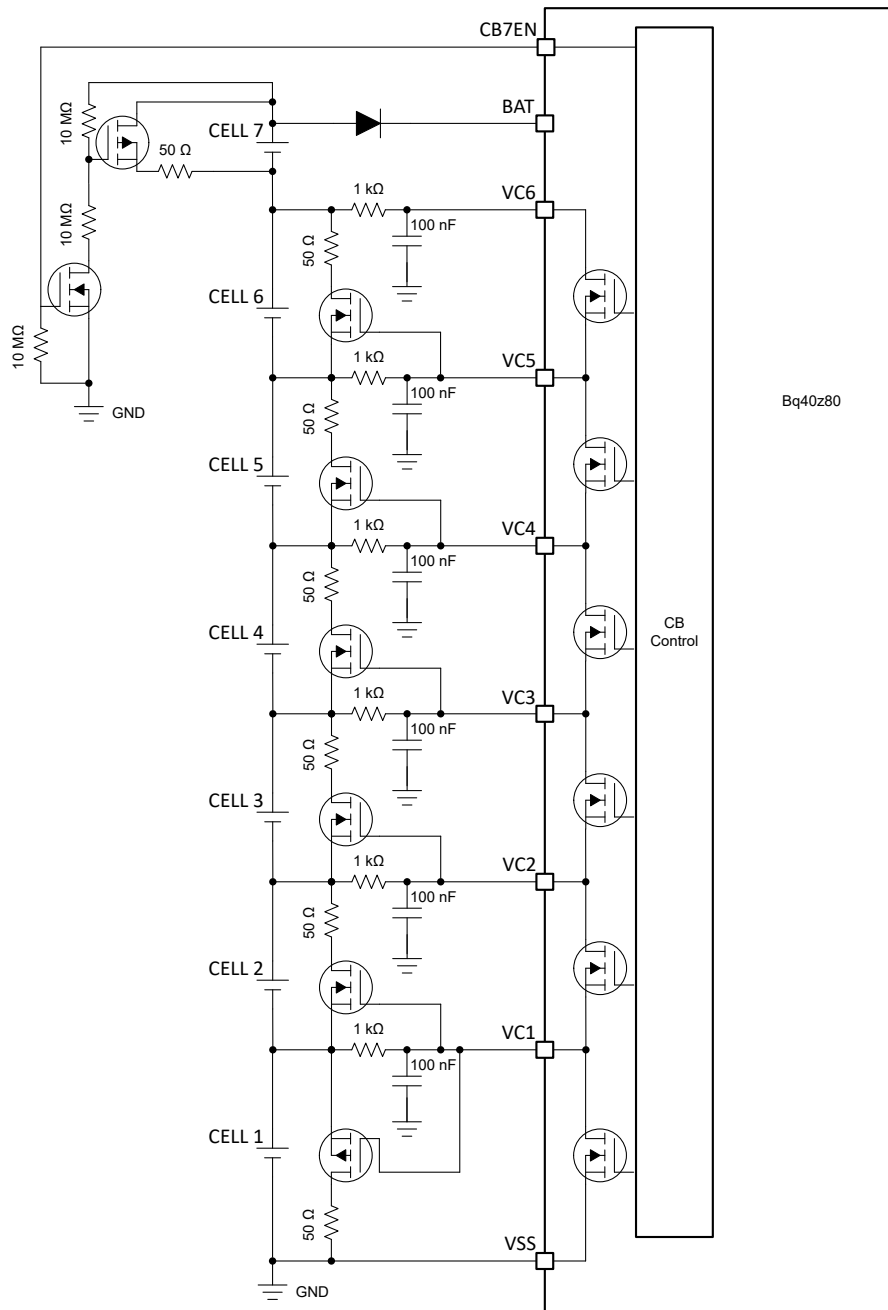 CB7EN
BAT
10 MΩ
CELL 7
50 Ω
1 kΩ
VC6
100 nF
10 MΩ
50 Ω
CELL 6
10 MΩ
1 kΩ
VC5
100 nF
GND
50 Ω
Bq40z80
CELL 5
1 kΩ
VC4
100 nF
50 Ω
CELL 4
CB
Control
1 kΩ
VC3
100 nF
50 Ω
CELL 3
1 kΩ
VC2
100 nF
50 Ω
CELL 2
1 kΩ
VC1
100 nF
CELL 1
50 Ω
VSS
GND